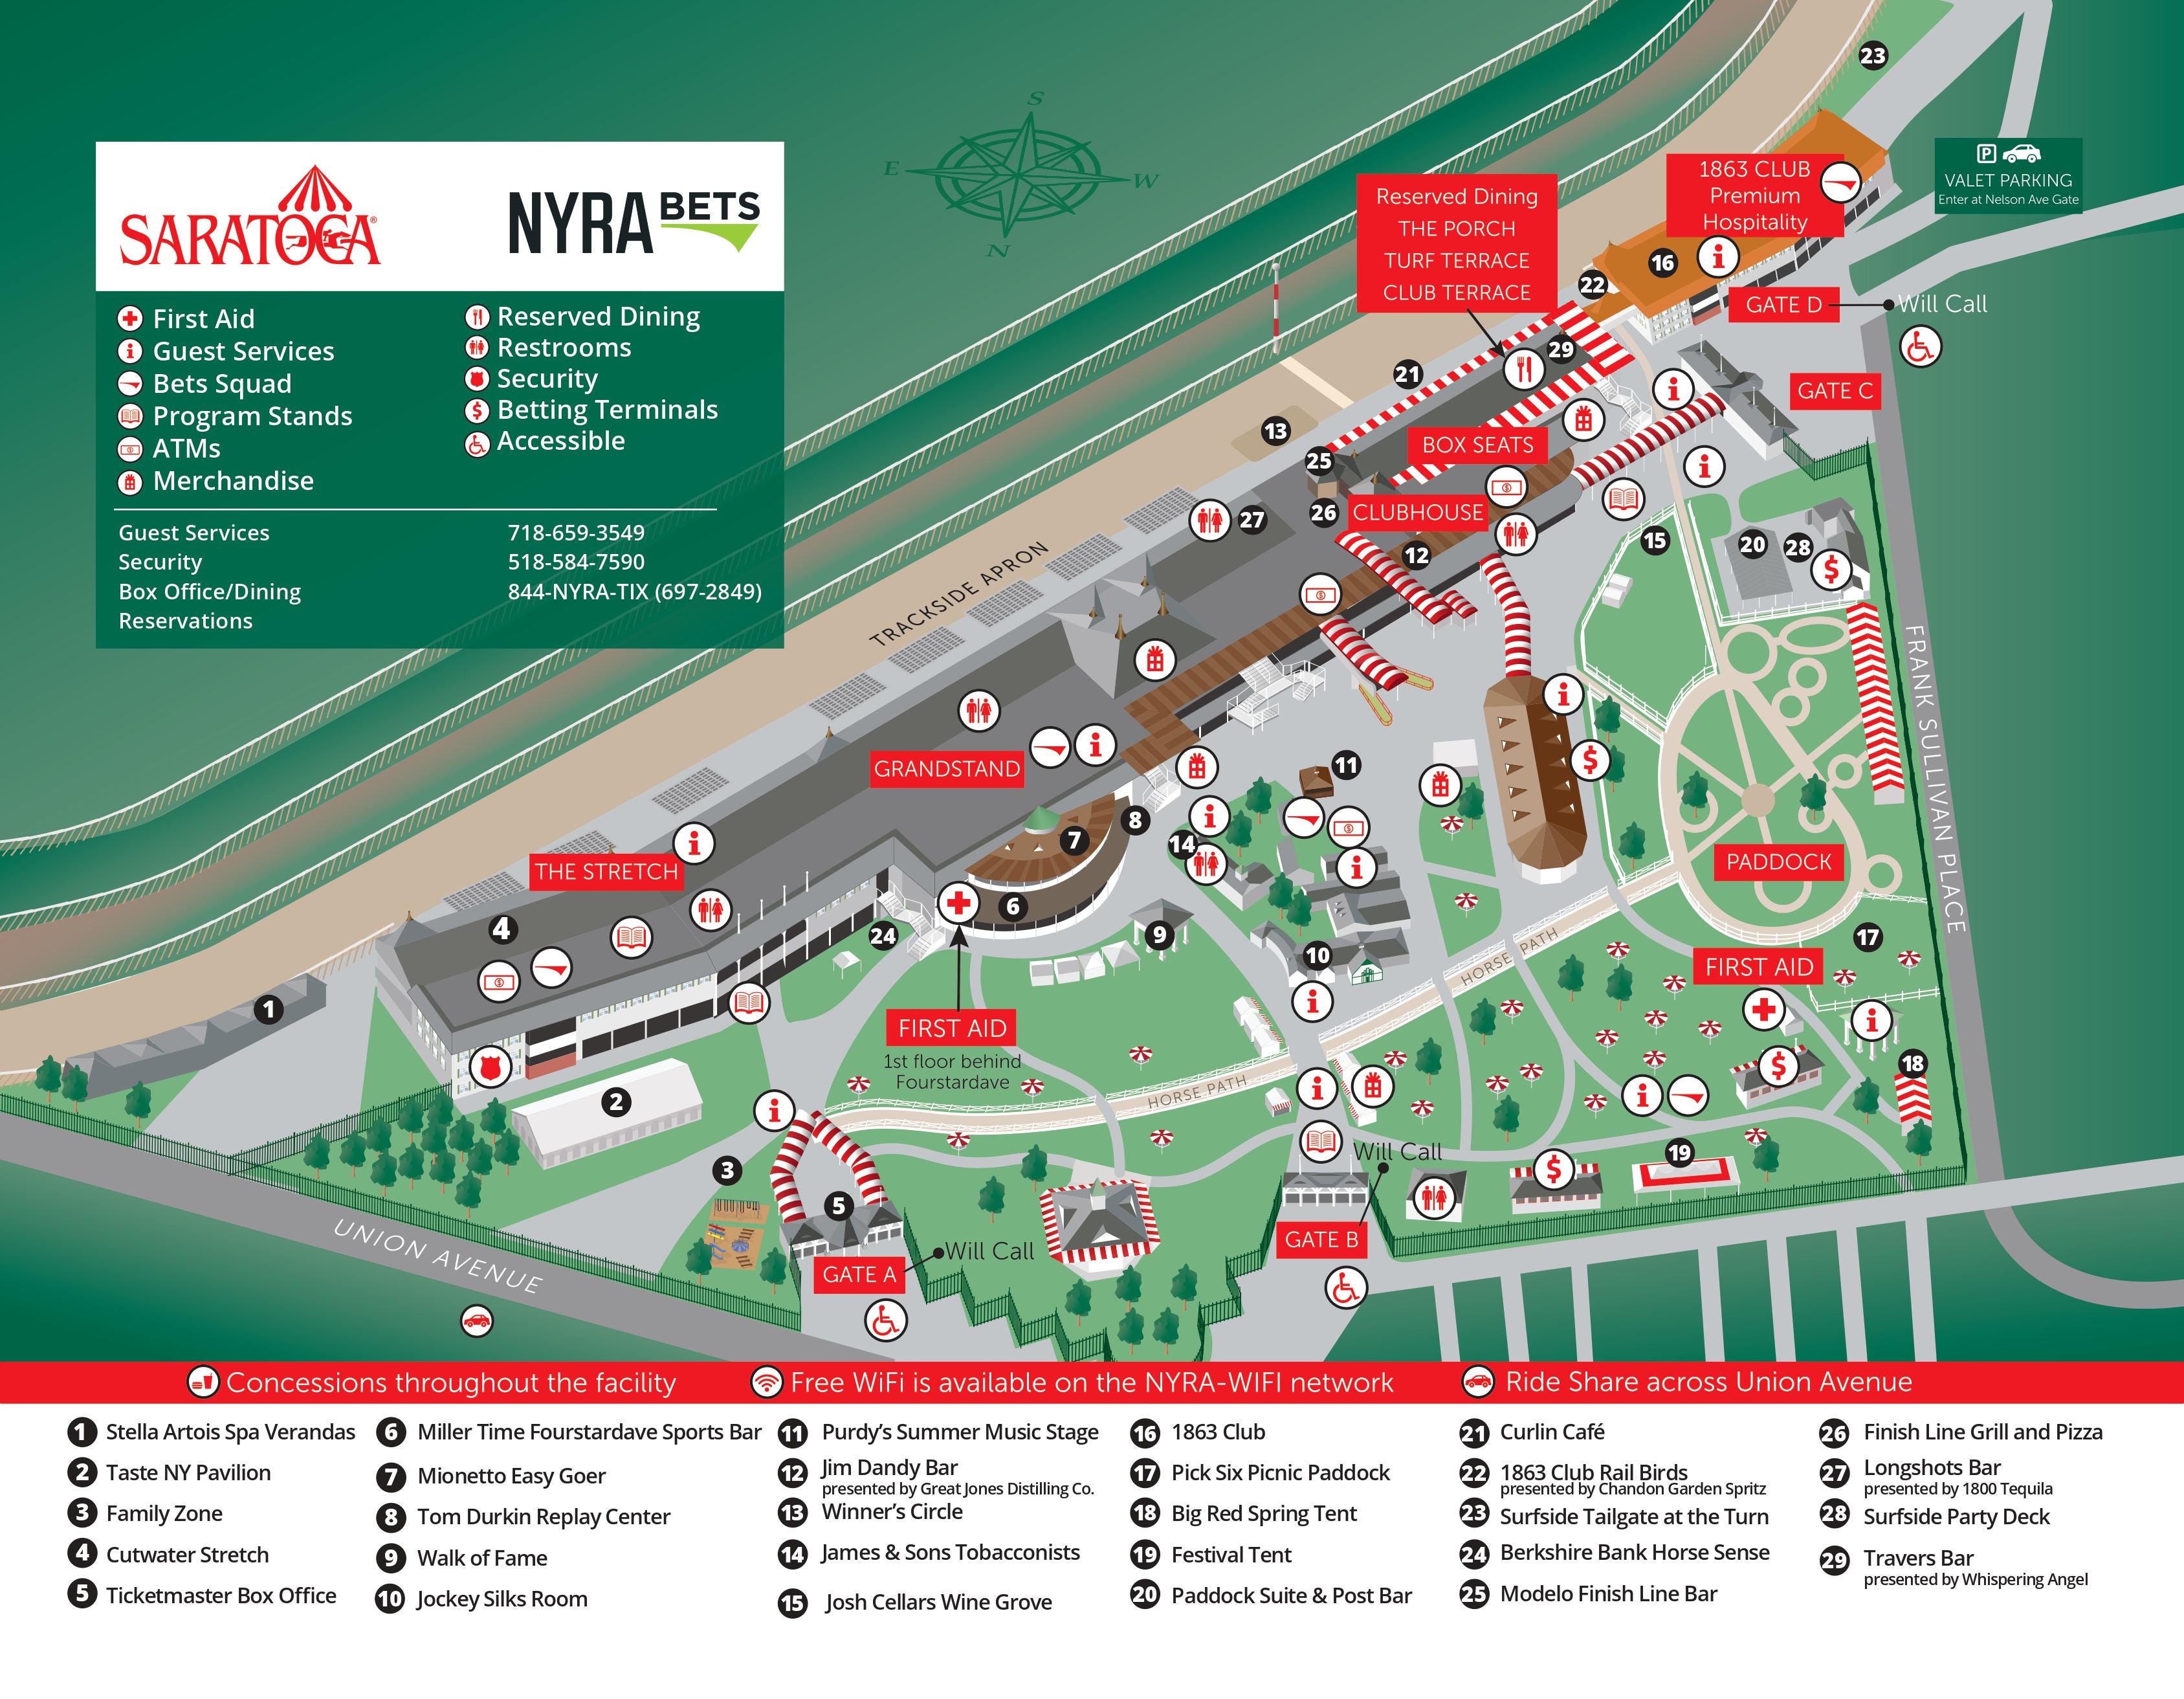 S
E
W
N
SARATOGA®
NYRA BETS
First Aid
Guest Services
Bets Squad
Program Stands
ATMs
Merchandise
Reserved Dining
Restrooms
Security
Betting Terminals
Accessible
Guest Services 718-659-3549
Security 518-584-7590
Box Office/Dining 844-NYRA-TIX (697-2849)
Reservations
23
P
VALET PARKING
Enter at Nelson Ave Gate
1863 CLUB
Premium
Hospitality
Reserved Dining
THE PORCH
TURF TERRACE
CLUB TERRACE
16
22
GATE D
Will Call
29
21
GATE C
13
BOX SEATS
25
26
CLUBHOUSE
27
12
15
20
28
TRACKSIDE APRON
FRANK SULLIVAN PLACE
GRANDSTAND
11
8
7
14
THE STRETCH
PADDOCK
6
4
24
9
10
HORSE PATH
17
FIRST AID
1
FIRST AID
1st floor behind
Fourstardave
HORSE PATH
18
2
Will Call
19
3
5
UNION AVENUE
Will Call
GATE A
GATE B
Concessions throughout the facility
Free WiFi is available on the NYRA-WIFI network
Ride Share across Union Avenue
1 Stella Artois Spa Verandas
2 Taste NY Pavilion
3 Family Zone
4 Cutwater Stretch
5 Ticketmaster Box Office
6 Miller Time Fourstardave Sports Bar
7 Mionetto Easy Goer
8 Tom Durkin Replay Center
9 Walk of Fame
10 Jockey Silks Room
11 Purdy's Summer Music Stage
12 Jim Dandy Bar
presented by Great Jones Distilling Co.
13 Winner's Circle
14 James & Sons Tobacconists
15 Josh Cellars Wine Grove
16 1863 Club
17 Pick Six Picnic Paddock
18 Big Red Spring Tent
19 Festival Tent
20 Paddock Suite & Post Bar
21 Curlin Café
22 1863 Club Rail Birds
presented by Chandon Garden Spritz
23 Surfside Tailgate at the Turn
24 Berkshire Bank Horse Sense
25 Modelo Finish Line Bar
26 Finish Line Grill and Pizza
27 Longshots Bar
presented by 1800 Tequila
28 Surfside Party Deck
29 Travers Bar
presented by Whispering Angel